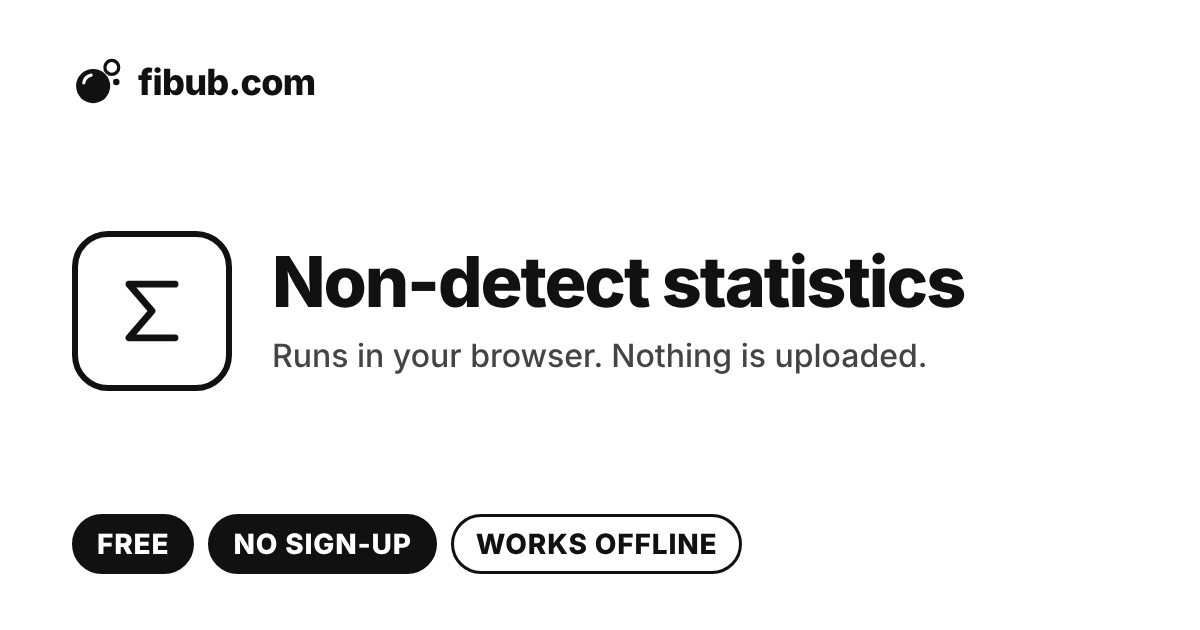 fibub.com
Σ
Non-detect statistics
Runs in your browser. Nothing is uploaded.
FREE
NO SIGN-UP
WORKS OFFLINE